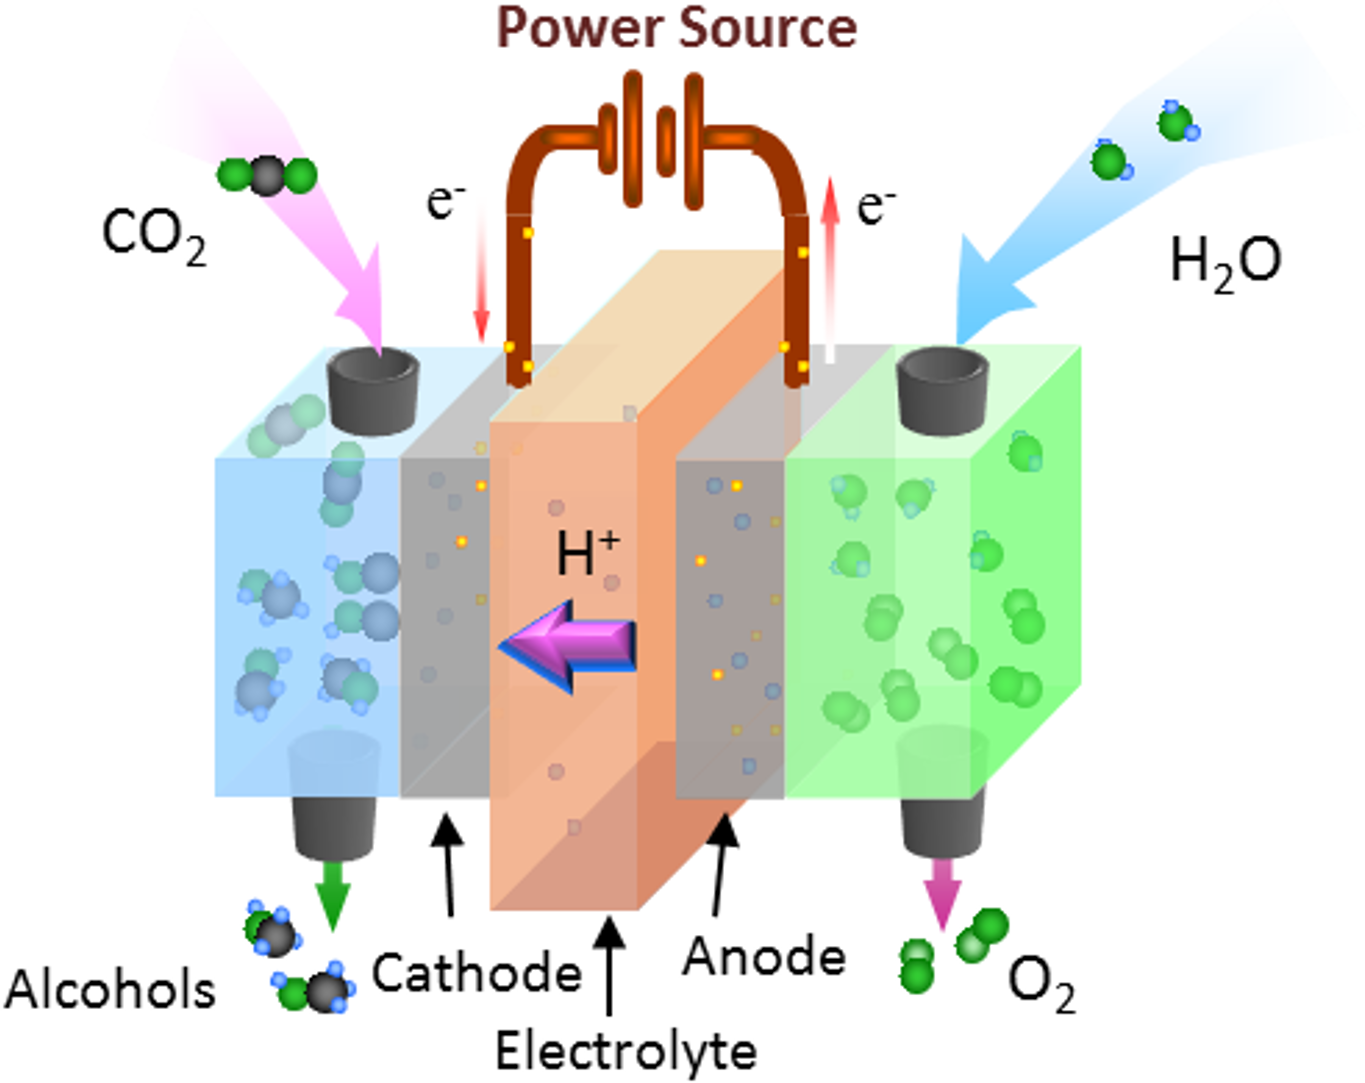 Power Source
e⁻
e⁻
CO₂
H₂O
H⁺
Cathode
Anode
Alcohols
O₂
Electrolyte